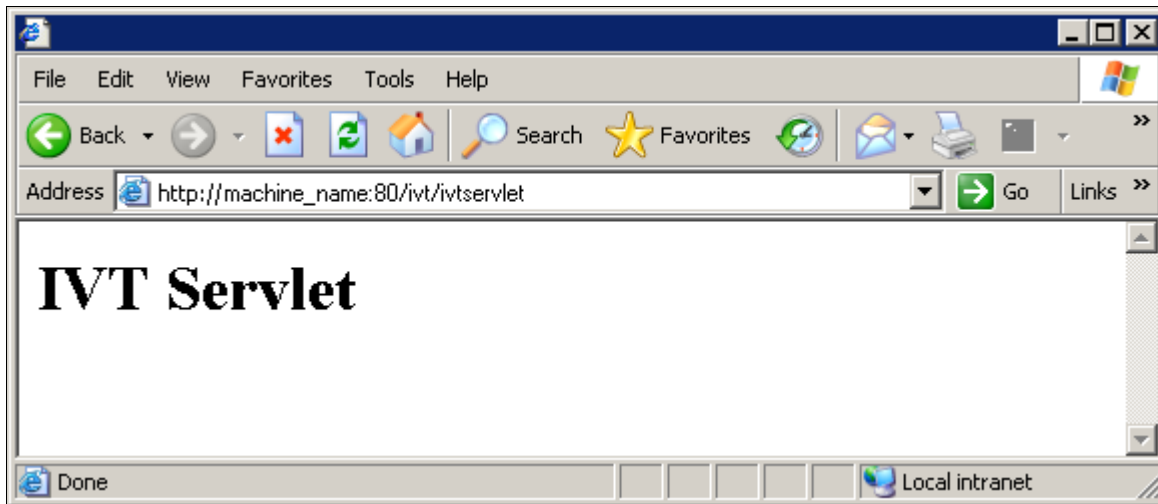 File Edit View Favorites Tools Help
Back Search Favorites »
Address http://machine_name:80/ivt/ivtservlet Go Links »
IVT Servlet
Done Local intranet